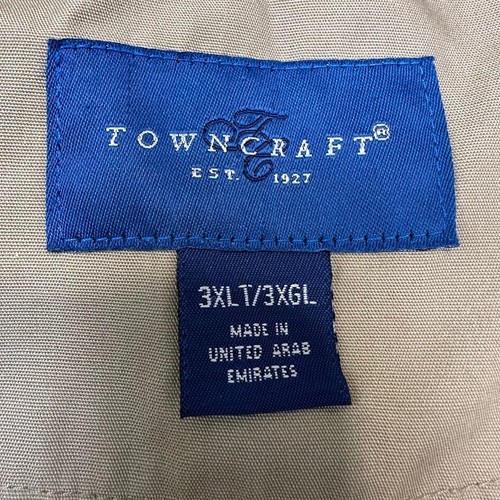 TOWNCRAFT®
EST. 1927
3XLT/3XGL
MADE IN
UNITED ARAB
EMIRATES